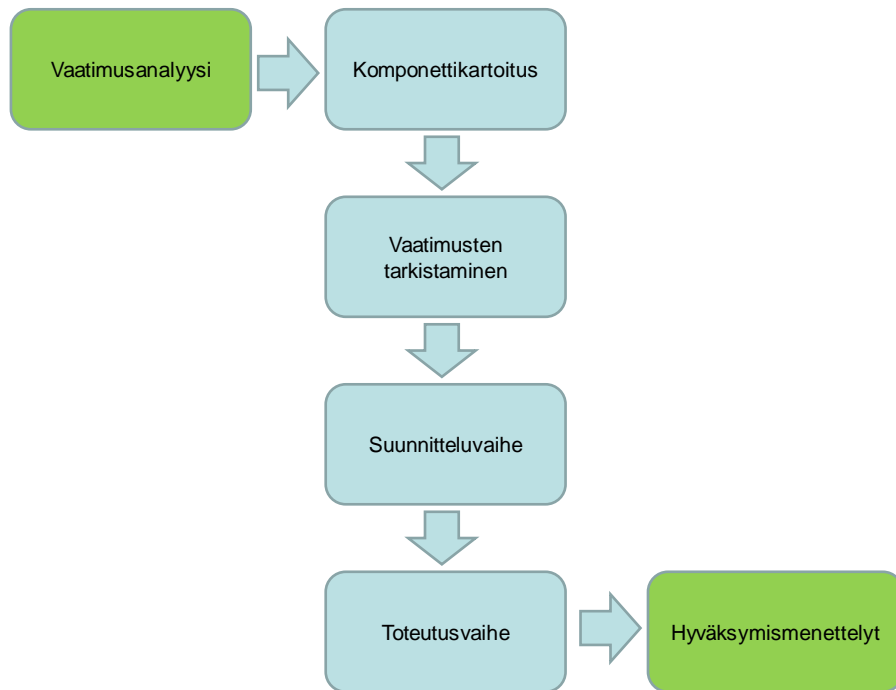 Vaatimusanalyysi
Komponettikartoitus
Vaatimusten
tarkistaminen
Suunnitteluvaihe
Toteutusvaihe
Hyväksymismenettelyt